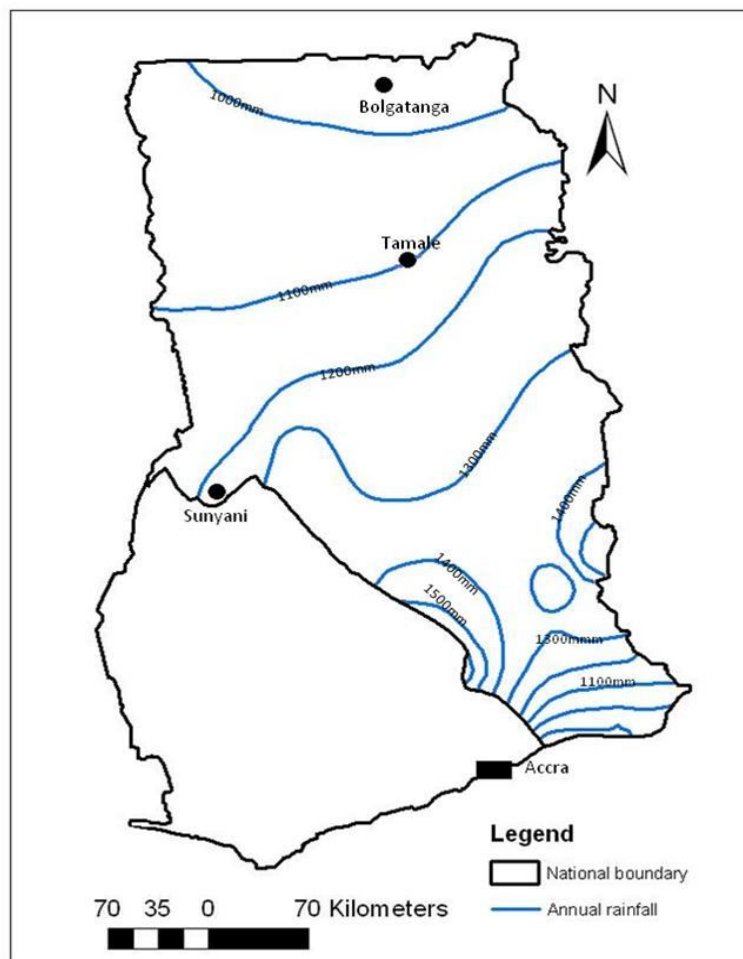 Bolgatanga
1000mm
N
Tamale
1100mm
1200mm
1300mm
1400mm
Sunyani
1400mm
1500mm
1300mmm
1100mm
Accra
Legend
National boundary
70 35 0 70 Kilometers
Annual rainfall